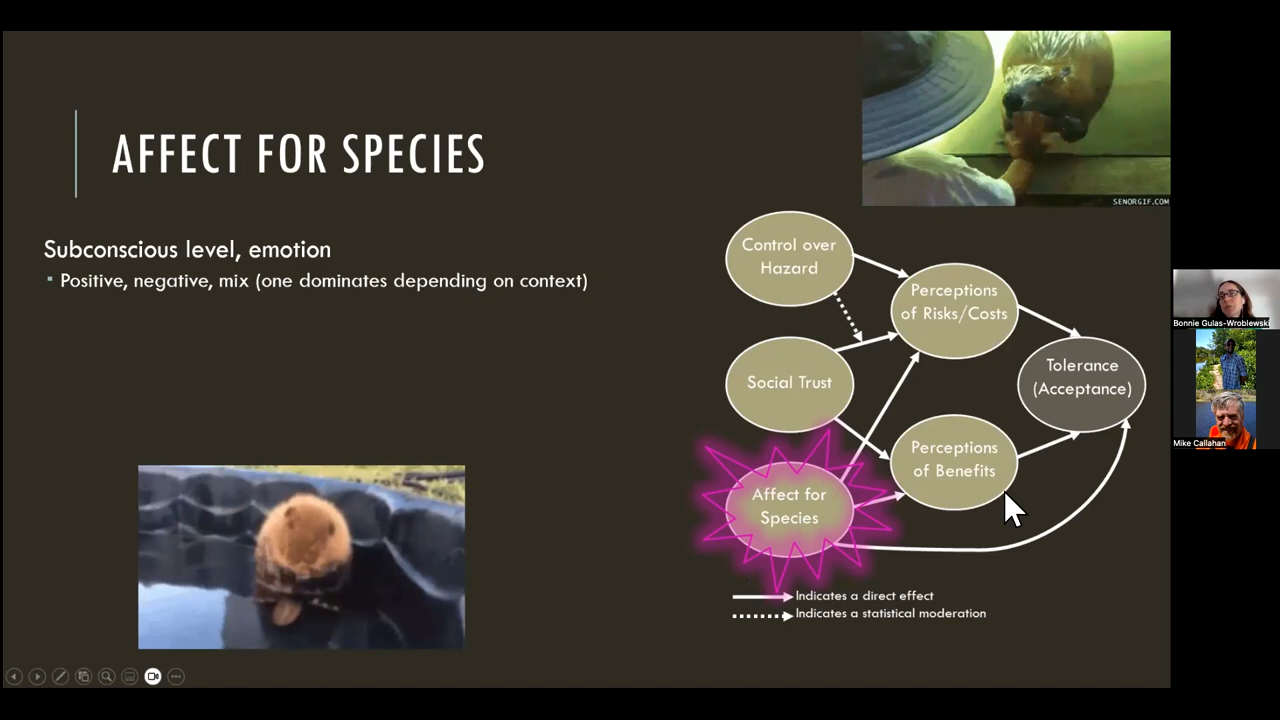 SENORGIF.COM
AFFECT FOR SPECIES
Subconscious level, emotion
Positive, negative, mix (one dominates depending on context)
Control over
Hazard
Perceptions
of Risks/Costs
Social Trust
Tolerance
(Acceptance)
Perceptions
of Benefits
Affect for
Species
Indicates a direct effect
Indicates a statistical moderation
Bonnie Gulas-Wroblewski
Mike Callahan